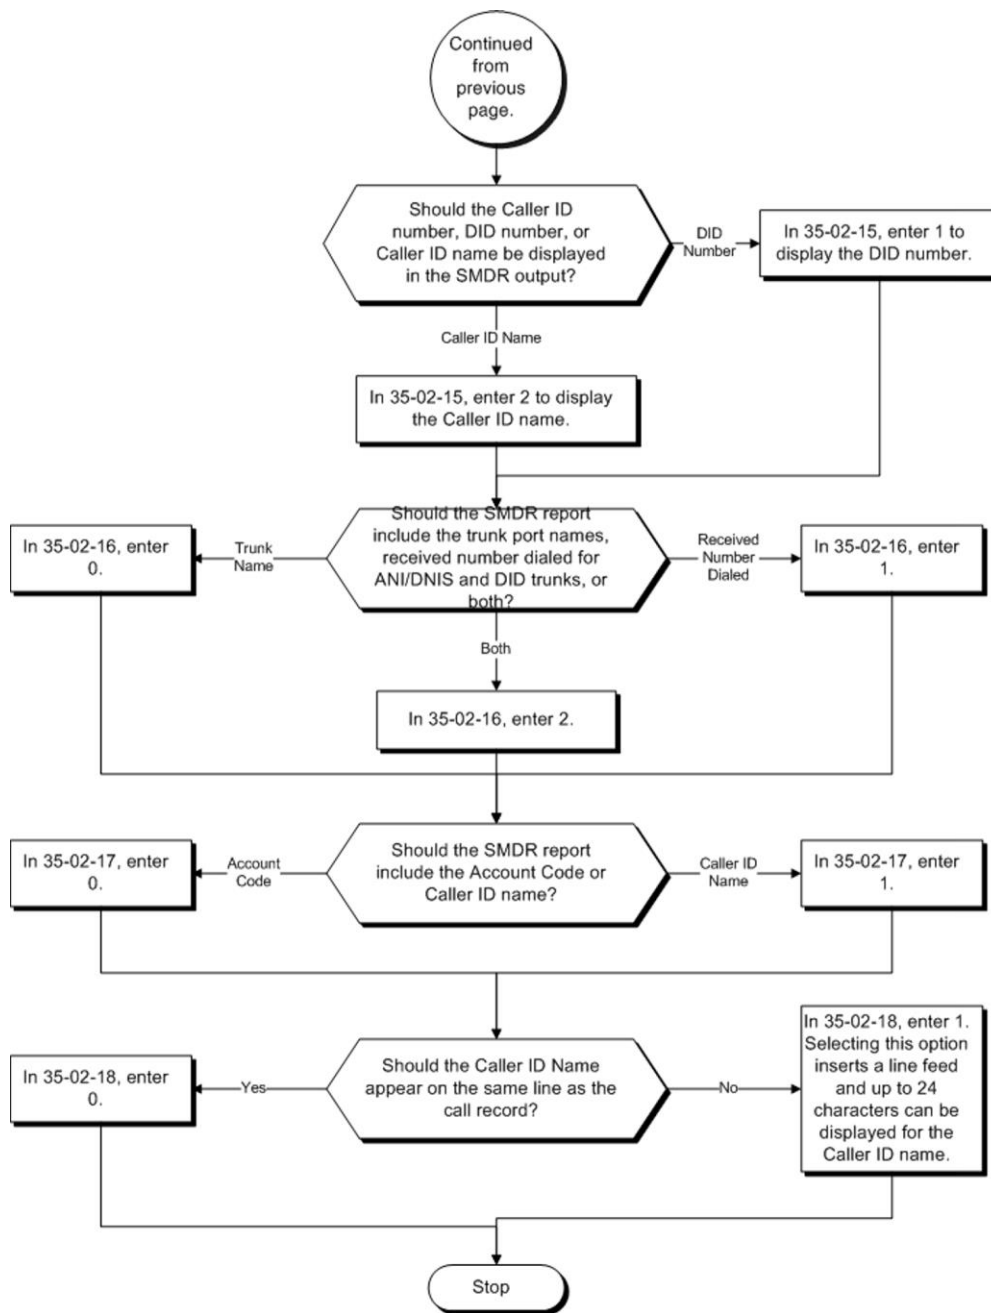 Continued
from
previous
page.
Should the Caller ID
number, DID number, or
Caller ID name be displayed
in the SMDR output?
DID
Number
In 35-02-15, enter 1 to
display the DID number.
Caller ID Name
In 35-02-15, enter 2 to display
the Caller ID name.
In 35-02-16, enter
0.
Trunk
Name
Should the SMDR report
include the trunk port names,
received number dialed for
ANI/DNIS and DID trunks, or
both?
Received
Number
Dialed
In 35-02-16, enter
1.
Both
In 35-02-16, enter 2.
In 35-02-17, enter
0.
Account
Code
Should the SMDR report
include the Account Code or
Caller ID name?
Caller ID
Name
In 35-02-17, enter
1.
In 35-02-18, enter
0.
Yes
Should the Caller ID Name
appear on the same line as the
call record?
No
In 35-02-18, enter 1.
Selecting this option
inserts a line feed
and up to 24
characters can be
displayed for the
Caller ID name.
Stop